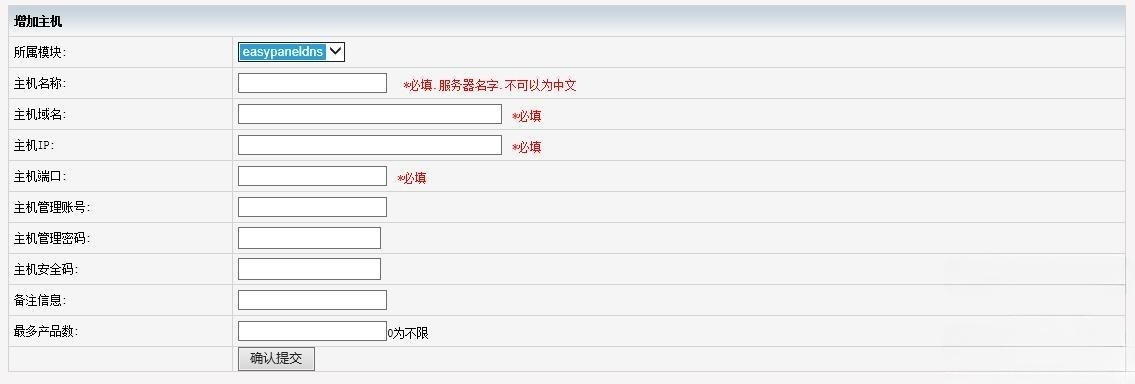 增加主机
所属模块: easypaneldns
主机名称: *必填.服务器名字.不可以为中文
主机域名: *必填
主机IP: *必填
主机端口: *必填
主机管理账号:
主机管理密码:
主机安全码:
备注信息:
最多产品数: 0为不限
确认提交